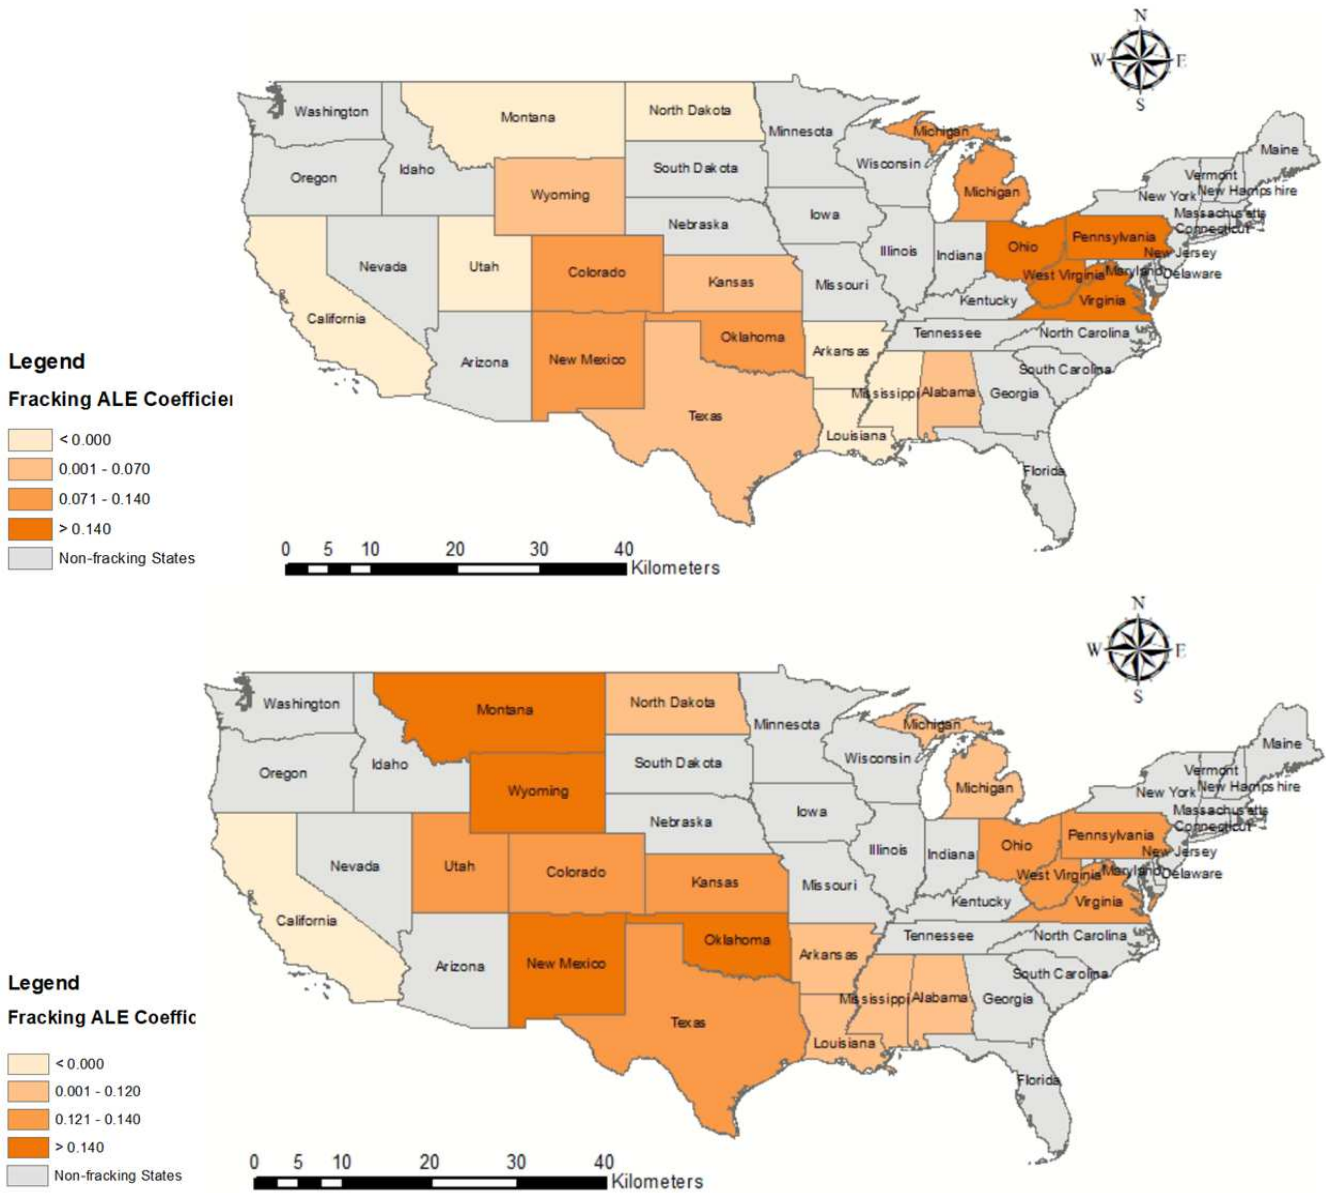 N
W E
S
Washington
Montana
North Dakota
Minnesota
Michigan
Maine
Oregon
Idaho
South Dakota
Wisconsin
Vermont
Wyoming
Michigan
New York
New Hampshire
Nebraska
Iowa
Massachusetts
Connecticut
Nevada
Utah
Colorado
Illinois
Indiana
Ohio
Pennsylvania
New Jersey
Kansas
Missouri
West Virginia
Maryland
Delaware
California
Kentucky
Virginia
Arizona
New Mexico
Oklahoma
Arkansas
Tennessee
North Carolina
Texas
Mississippi
Alabama
Georgia
South Carolina
Louisiana
Florida
Legend
Fracking ALE Coefficien
< 0.000
0.001 - 0.070
0.071 - 0.140
> 0.140
Non-fracking States
0 5 10 20 30 40
Kilometers
N
W E
S
Washington
Montana
North Dakota
Minnesota
Michigan
Maine
Oregon
Idaho
South Dakota
Wisconsin
Vermont
Wyoming
Michigan
New York
New Hampshire
Nebraska
Iowa
Massachusetts
Connecticut
Nevada
Utah
Colorado
Illinois
Indiana
Ohio
Pennsylvania
New Jersey
Kansas
Missouri
West Virginia
Maryland
Delaware
California
Kentucky
Virginia
Arizona
New Mexico
Oklahoma
Arkansas
Tennessee
North Carolina
Texas
Mississippi
Alabama
Georgia
South Carolina
Louisiana
Florida
Legend
Fracking ALE Coeffic
< 0.000
0.001 - 0.120
0.121 - 0.140
> 0.140
Non-fracking States
0 5 10 20 30 40
Kilometers